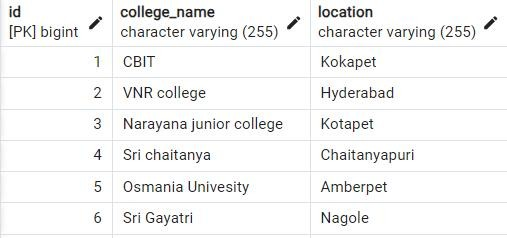 id college_name location
[PK] bigint character varying (255) character varying (255)
1 CBIT Kokapet
2 VNR college Hyderabad
3 Narayana junior college Kotapet
4 Sri chaitanya Chaitanyapuri
5 Osmania Univesity Amberpet
6 Sri Gayatri Nagole